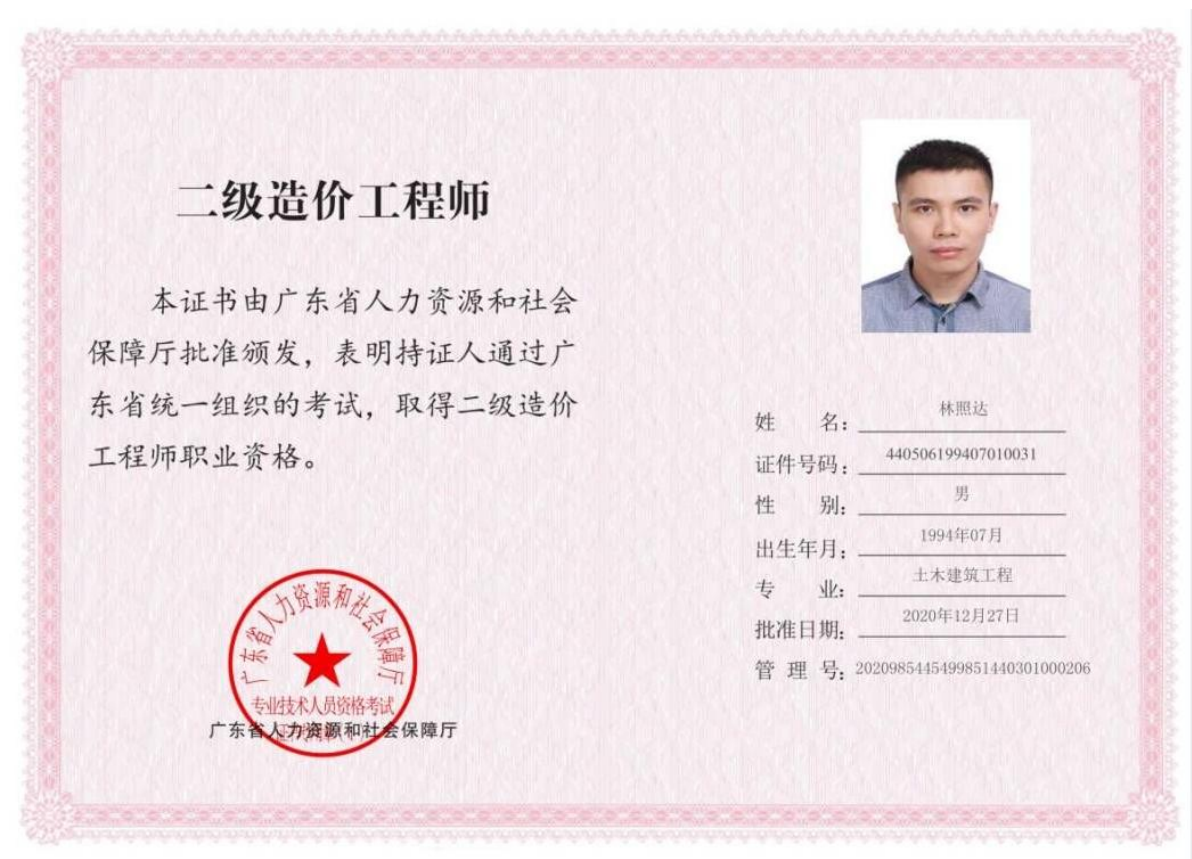 二级造价工程师
本证书由广东省人力资源和社会
保障厅批准颁发，表明持证人通过广
东省统一组织的考试，取得二级造价
工程师职业资格。
广东省人力资源和社会保障厅
专业技术人员资格考试
广东省人力资源和社会保障厅
姓 名：林照达
证件号码：440506199407010031
性 别：男
出生年月：1994年07月
专 业：土木建筑工程
批准日期：2020年12月27日
管 理 号：2020985445499851440301000206